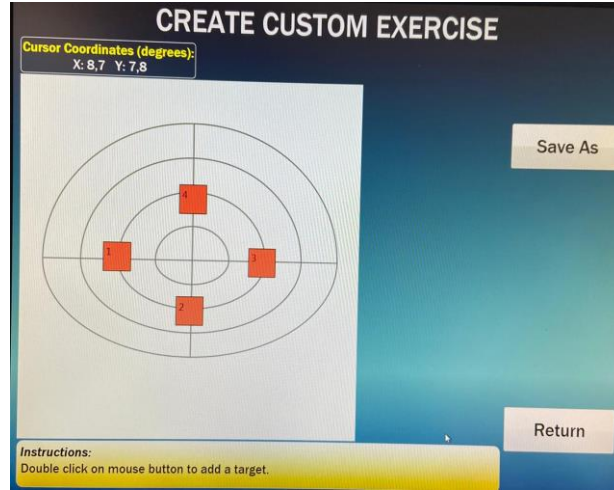 CREATE CUSTOM EXERCISE
Cursor Coordinates (degrees):
X: 8,7 Y: 7,8
Save As
4
1
3
2
Return
Instructions:
Double click on mouse button to add a target.